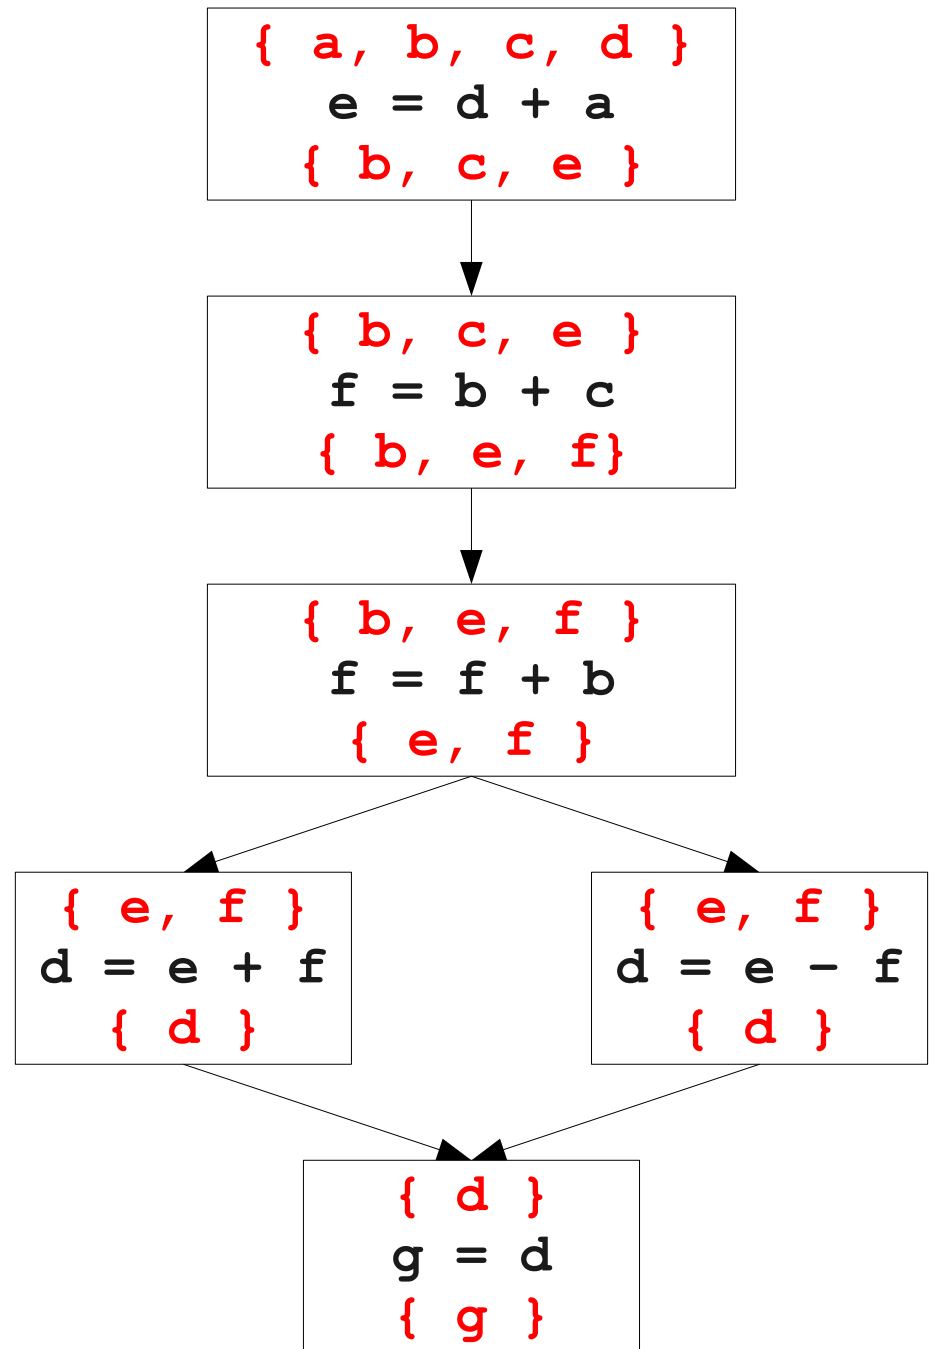 { a, b, c, d }
e = d + a
{ b, c, e }
{ b, c, e }
f = b + c
{ b, e, f}
{ b, e, f }
f = f + b
{ e, f }
{ e, f }
d = e + f
{ d }
{ e, f }
d = e - f
{ d }
{ d }
g = d
{ g }